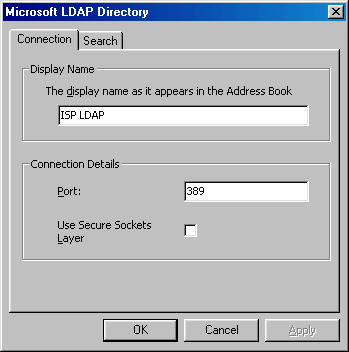 Microsoft LDAP Directory
Connection Search
Display Name
The display name as it appears in the Address Book
ISP LDAP
Connection Details
Port: 389
Use Secure Sockets
Layer
OK Cancel Apply